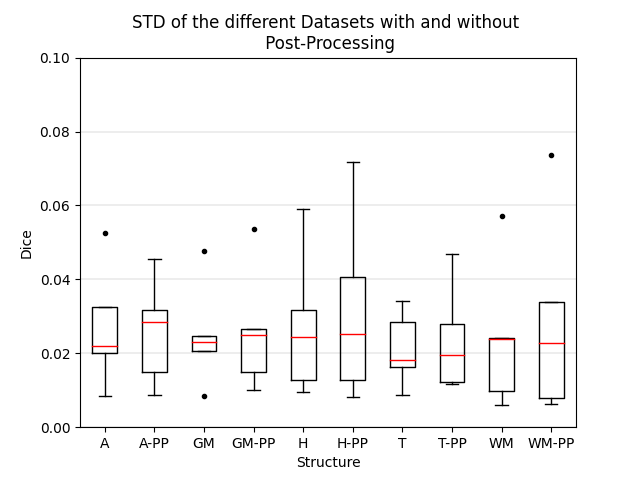 STD of the different Datasets with and without
Post-Processing
0.10
0.08
0.06
0.04
0.02
0.00
Dice
A A-PP GM GM-PP H H-PP T T-PP WM WM-PP
Structure